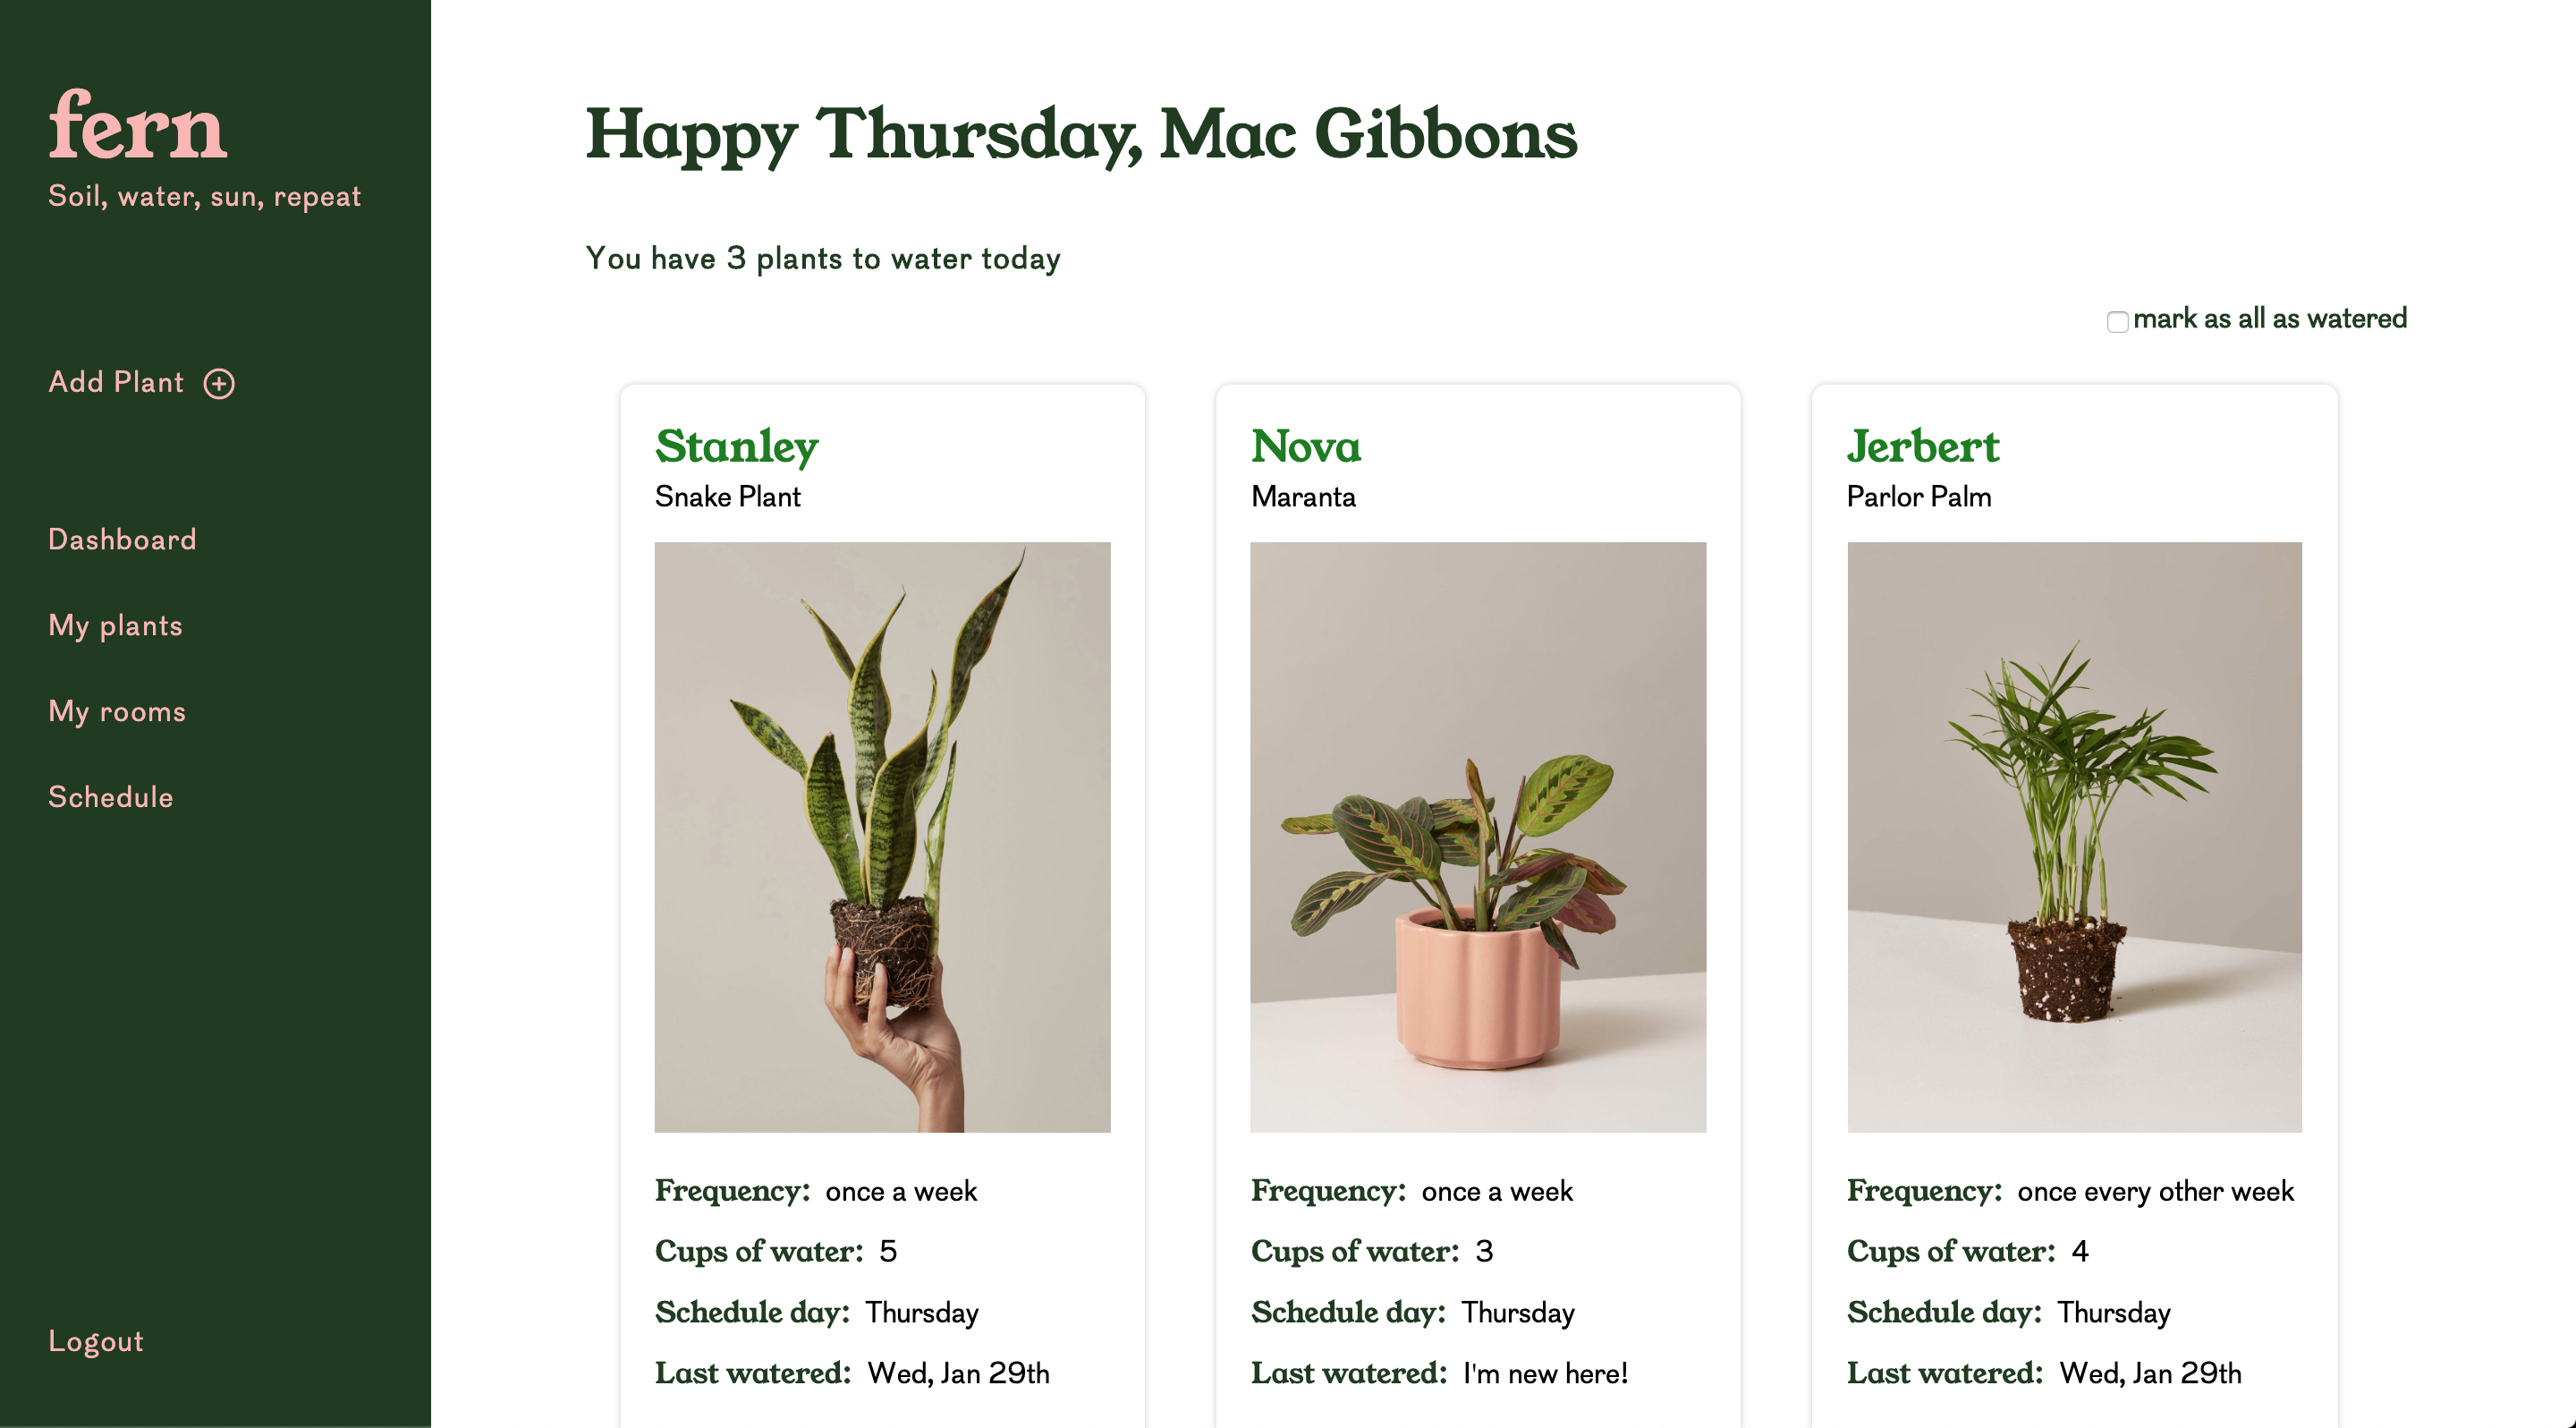 fern
Soil, water, sun, repeat
Add Plant
Dashboard
My plants
My rooms
Schedule
Logout
Happy Thursday, Mac Gibbons
You have 3 plants to water today
mark as all as watered
Stanley
Snake Plant
Frequency: once a week
Cups of water: 5
Schedule day: Thursday
Last watered: Wed, Jan 29th
Nova
Maranta
Frequency: once a week
Cups of water: 3
Schedule day: Thursday
Last watered: I'm new here!
Jerbert
Parlor Palm
Frequency: once every other week
Cups of water: 4
Schedule day: Thursday
Last watered: Wed, Jan 29th